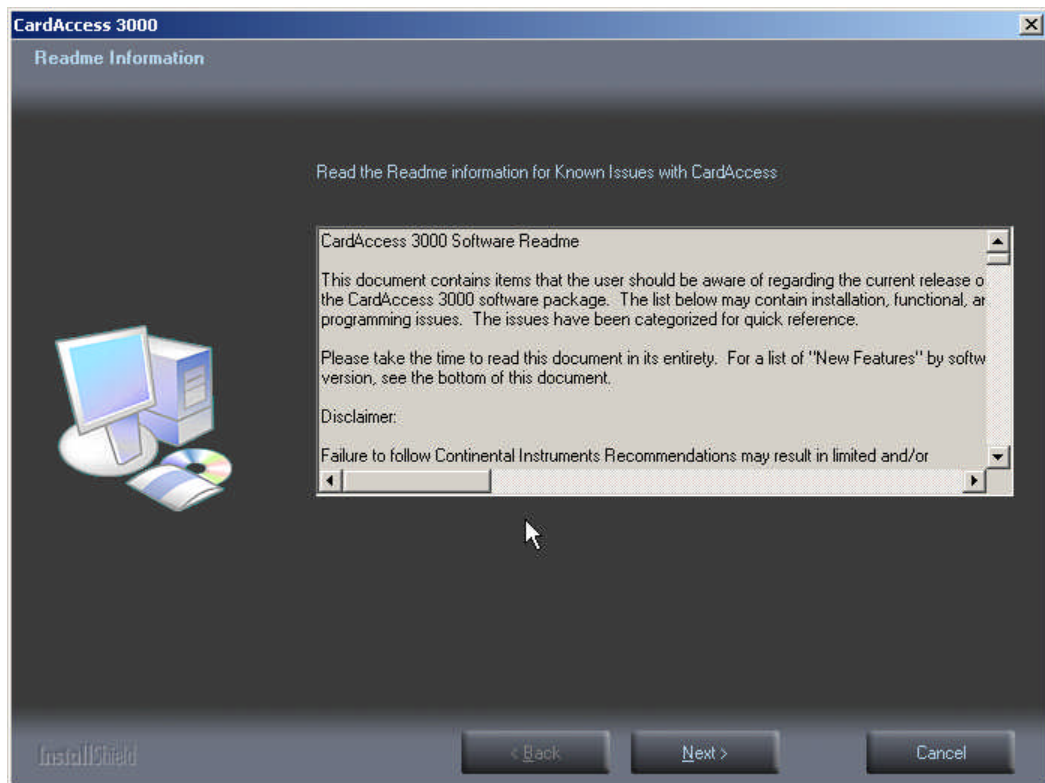 CardAccess 3000
Readme Information
Read the Readme information for Known Issues with CardAccess
CardAccess 3000 Software Readme
This document contains items that the user should be aware of regarding the current release o
the CardAccess 3000 software package. The list below may contain installation, functional, ar
programming issues. The issues have been categorized for quick reference.
Please take the time to read this document in its entirety. For a list of "New Features" by softw
version, see the bottom of this document.
Disclaimer:
Failure to follow Continental Instruments Recommendations may result in limited and/or
InstallShield
< Back
Next >
Cancel